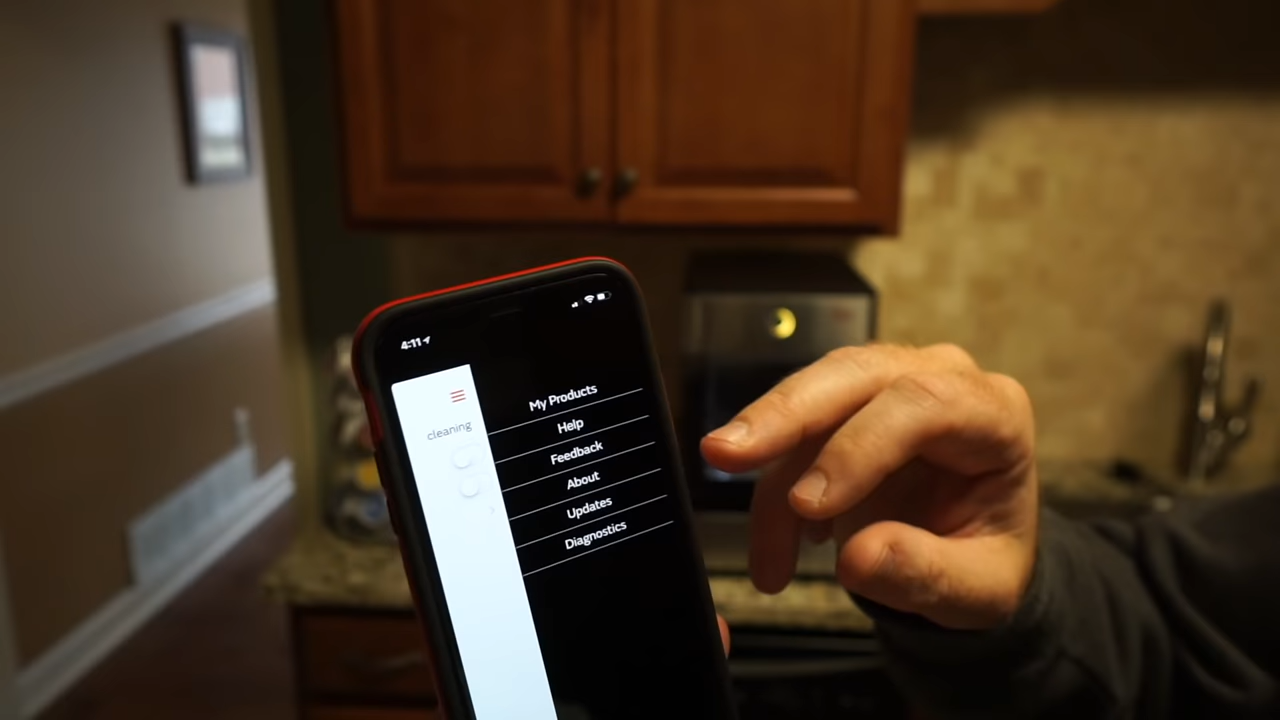 4:11
cleaning
My Products
Help
Feedback
About
Updates
Diagnostics